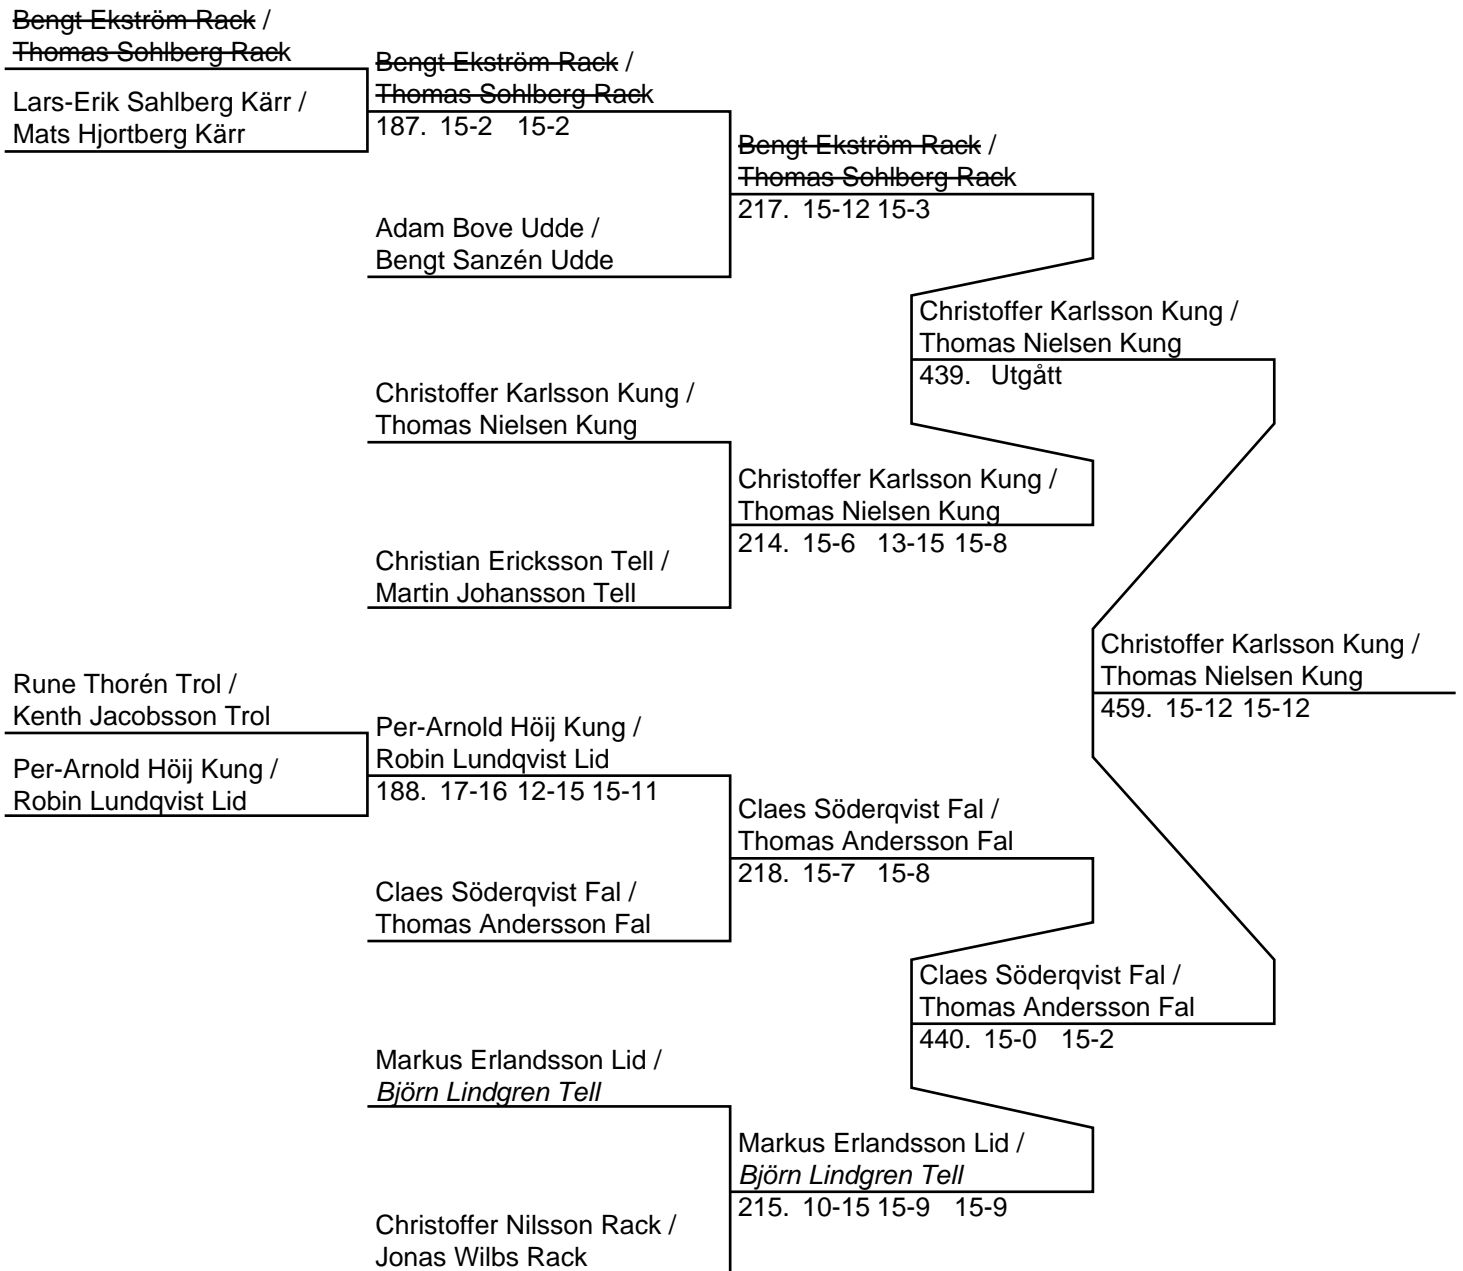 Bengt Ekström Rack /
Thomas Sohlberg Rack
Lars-Erik Sahlberg Kärr /
Mats Hjortberg Kärr
Bengt Ekström Rack /
Thomas Sohlberg Rack
187. 15-2 15-2
Adam Bove Udde /
Bengt Sanzén Udde
Bengt Ekström Rack /
Thomas Sohlberg Rack
217. 15-12 15-3
Christoffer Karlsson Kung /
Thomas Nielsen Kung
Christian Ericksson Tell /
Martin Johansson Tell
Christoffer Karlsson Kung /
Thomas Nielsen Kung
214. 15-6 13-15 15-8
Christoffer Karlsson Kung /
Thomas Nielsen Kung
439. Utgått
Rune Thorén Trol /
Kenth Jacobsson Trol
Per-Arnold Höij Kung /
Robin Lundqvist Lid
Per-Arnold Höij Kung /
Robin Lundqvist Lid
188. 17-16 12-15 15-11
Claes Söderqvist Fal /
Thomas Andersson Fal
Claes Söderqvist Fal /
Thomas Andersson Fal
218. 15-7 15-8
Markus Erlandsson Lid /
Björn Lindgren Tell
Christoffer Nilsson Rack /
Jonas Wilbs Rack
Markus Erlandsson Lid /
Björn Lindgren Tell
215. 10-15 15-9 15-9
Claes Söderqvist Fal /
Thomas Andersson Fal
440. 15-0 15-2
Christoffer Karlsson Kung /
Thomas Nielsen Kung
459. 15-12 15-12